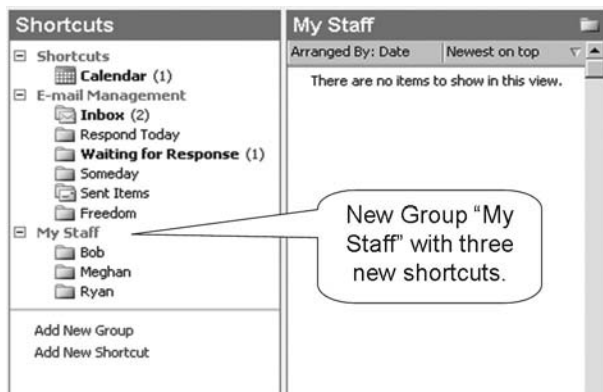 Shortcuts
Shortcuts
Calendar (1)
E-mail Management
Inbox (2)
Respond Today
Waiting for Response (1)
Someday
Sent Items
Freedom
My Staff
Bob
Meghan
Ryan
Add New Group
Add New Shortcut
My Staff
Arranged By: Date Newest on top
There are no items to show in this view.
New Group “My
Staff” with three
new shortcuts.